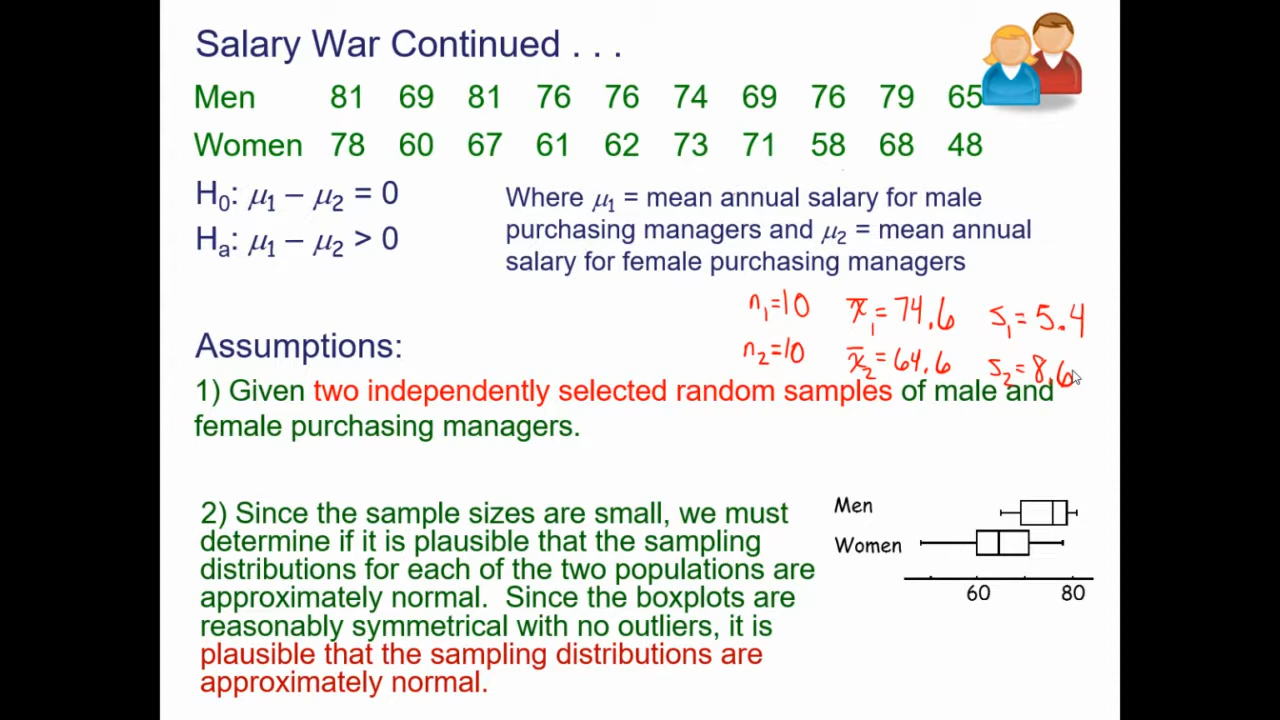 Salary War Continued . . .
Men 81 69 81 76 76 74 69 76 79 65
Women 78 60 67 61 62 73 71 58 68 48
H₀: μ₁ – μ₂ = 0
Hₐ: μ₁ – μ₂ > 0
Where μ₁ = mean annual salary for male
purchasing managers and μ₂ = mean annual
salary for female purchasing managers
n₁=10 x̄₁=74.6 s₁=5.4
n₂=10 x̄₂=64.6 s₂=8.6
Assumptions:
1) Given two independently selected random samples of male and
female purchasing managers.
2) Since the sample sizes are small, we must
determine if it is plausible that the sampling
distributions for each of the two populations are
approximately normal. Since the boxplots are
reasonably symmetrical with no outliers, it is
plausible that the sampling distributions are
approximately normal.
Men
Women
60 80